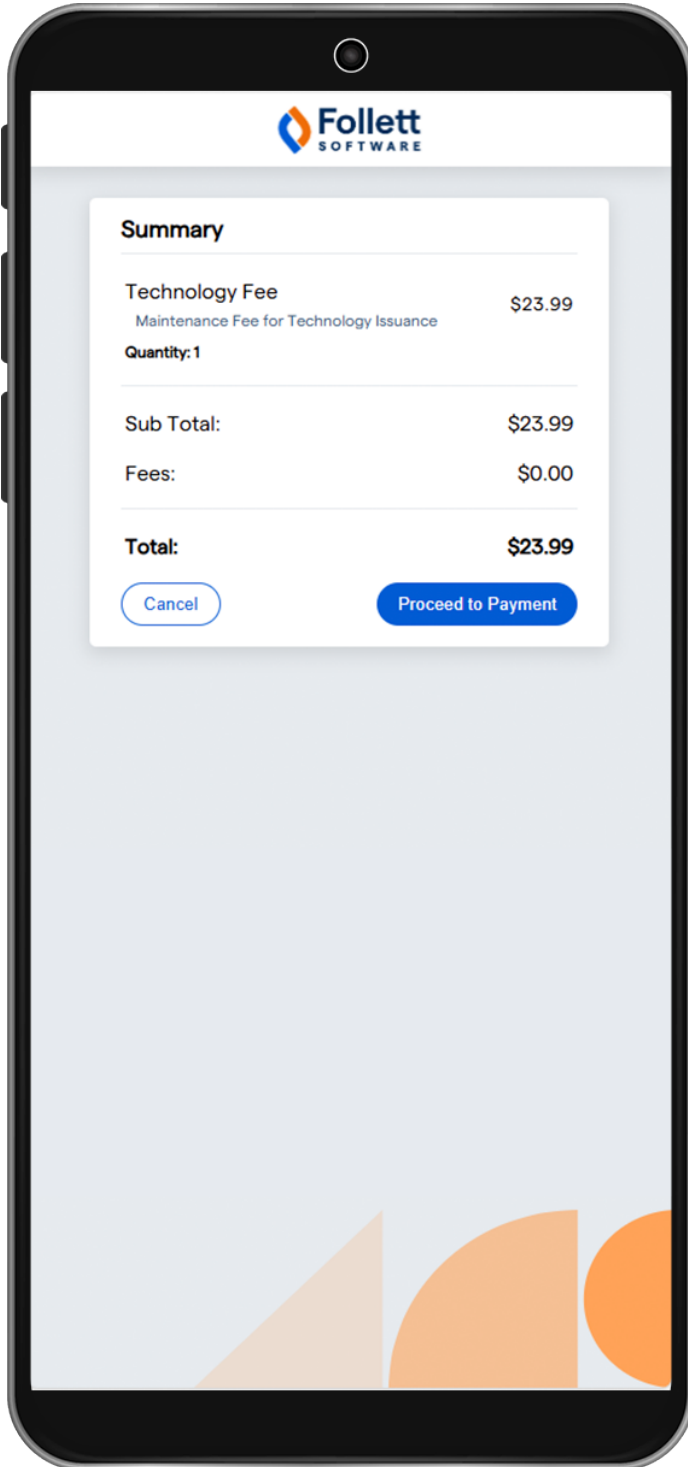 Follett
SOFTWARE
Summary
Technology Fee $23.99
Maintenance Fee for Technology Issuance
Quantity: 1
Sub Total: $23.99
Fees: $0.00
Total: $23.99
Cancel Proceed to Payment